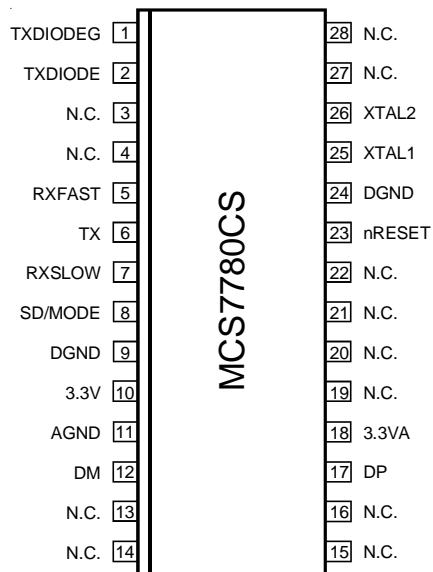 TXDIODEG 1 28 N.C.
TXDIODE 2 27 N.C.
N.C. 3 26 XTAL2
N.C. 4 25 XTAL1
RXFAST 5 24 DGND
TX 6 23 nRESET
RXSLOW 7 22 N.C.
SD/MODE 8 21 N.C.
DGND 9 20 N.C.
3.3V 10 19 N.C.
AGND 11 18 3.3VA
DM 12 17 DP
N.C. 13 16 N.C.
N.C. 14 15 N.C.
MCS7780CS